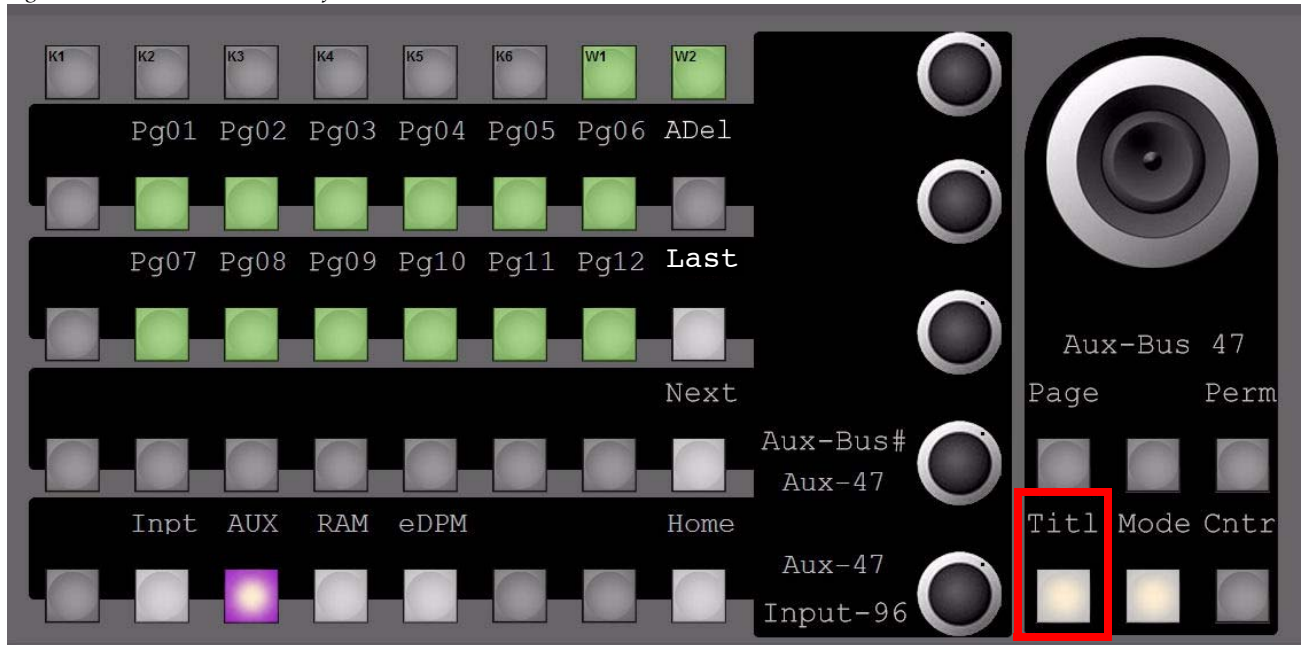 K1 K2 K3 K4 K5 K6 W1 W2
Pg01 Pg02 Pg03 Pg04 Pg05 Pg06 ADel
Pg07 Pg08 Pg09 Pg10 Pg11 Pg12 Last
Next
Inpt AUX RAM eDPM Home
Aux-Bus#
Aux-47
Aux-47
Input-96
Aux-Bus 47
Page Perm
Titl Mode Cntr